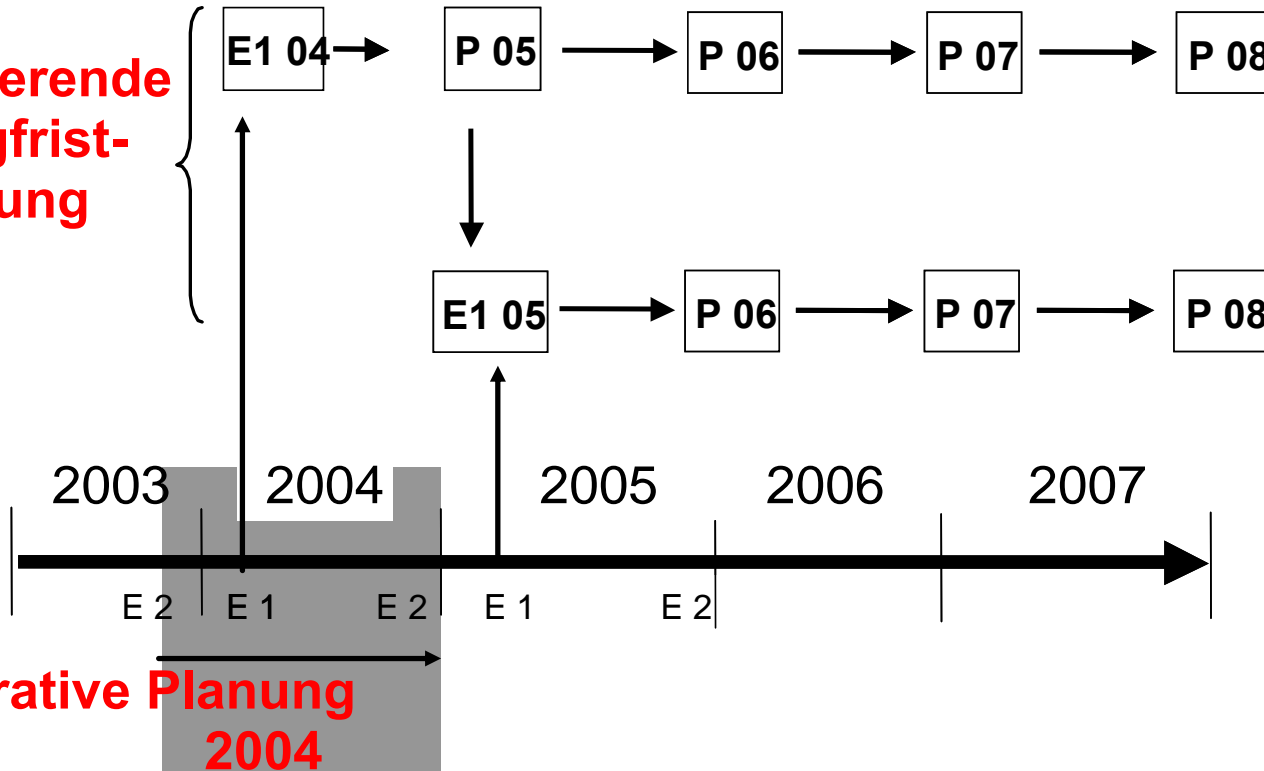 E1 04 P 05 P 06 P 07 P 08
erende
gfrist-
ung
E1 05 P 06 P 07 P 08
2003 2004 2005 2006 2007
E 2 E 1 E 2 E 1 E 2
rative Planung
2004